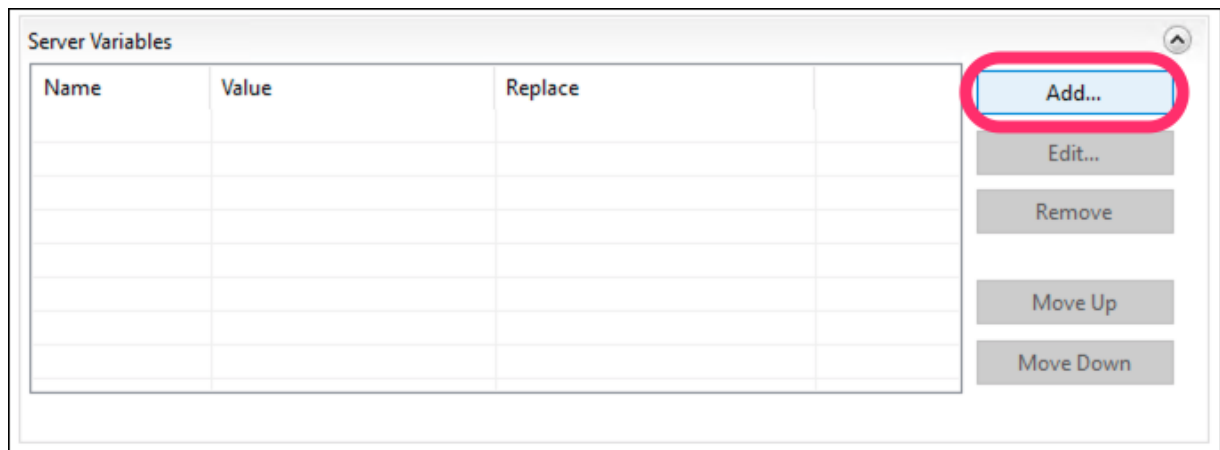 Server Variables
Name Value Replace
Add...
Edit...
Remove
Move Up
Move Down